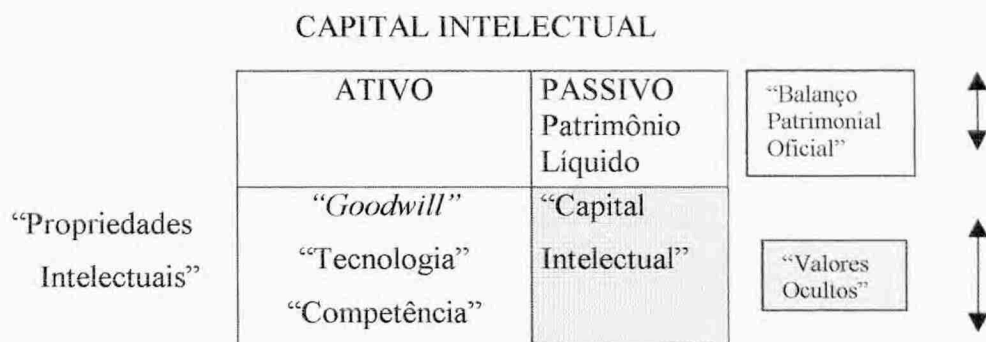 CAPITAL INTELECTUAL
ATIVO
PASSIVO
Patrimônio
Líquido
“Balanço
Patrimonial
Oficial”
“Propriedades
Intelectuais”
“Goodwill”
“Tecnologia”
“Competência”
“Capital
Intelectual”
“Valores
Ocultos”